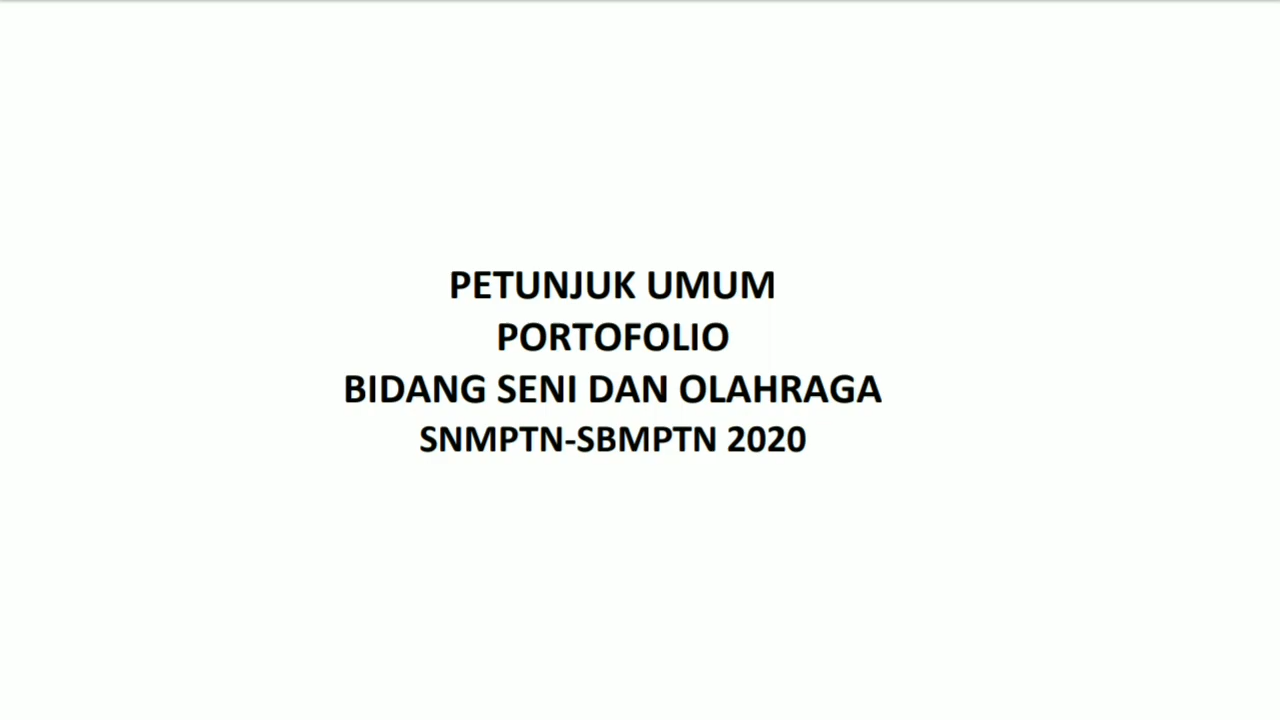 PETUNJUK UMUM
PORTOFOLIO
BIDANG SENI DAN OLAHRAGA
SNMPTN-SBMPTN 2020